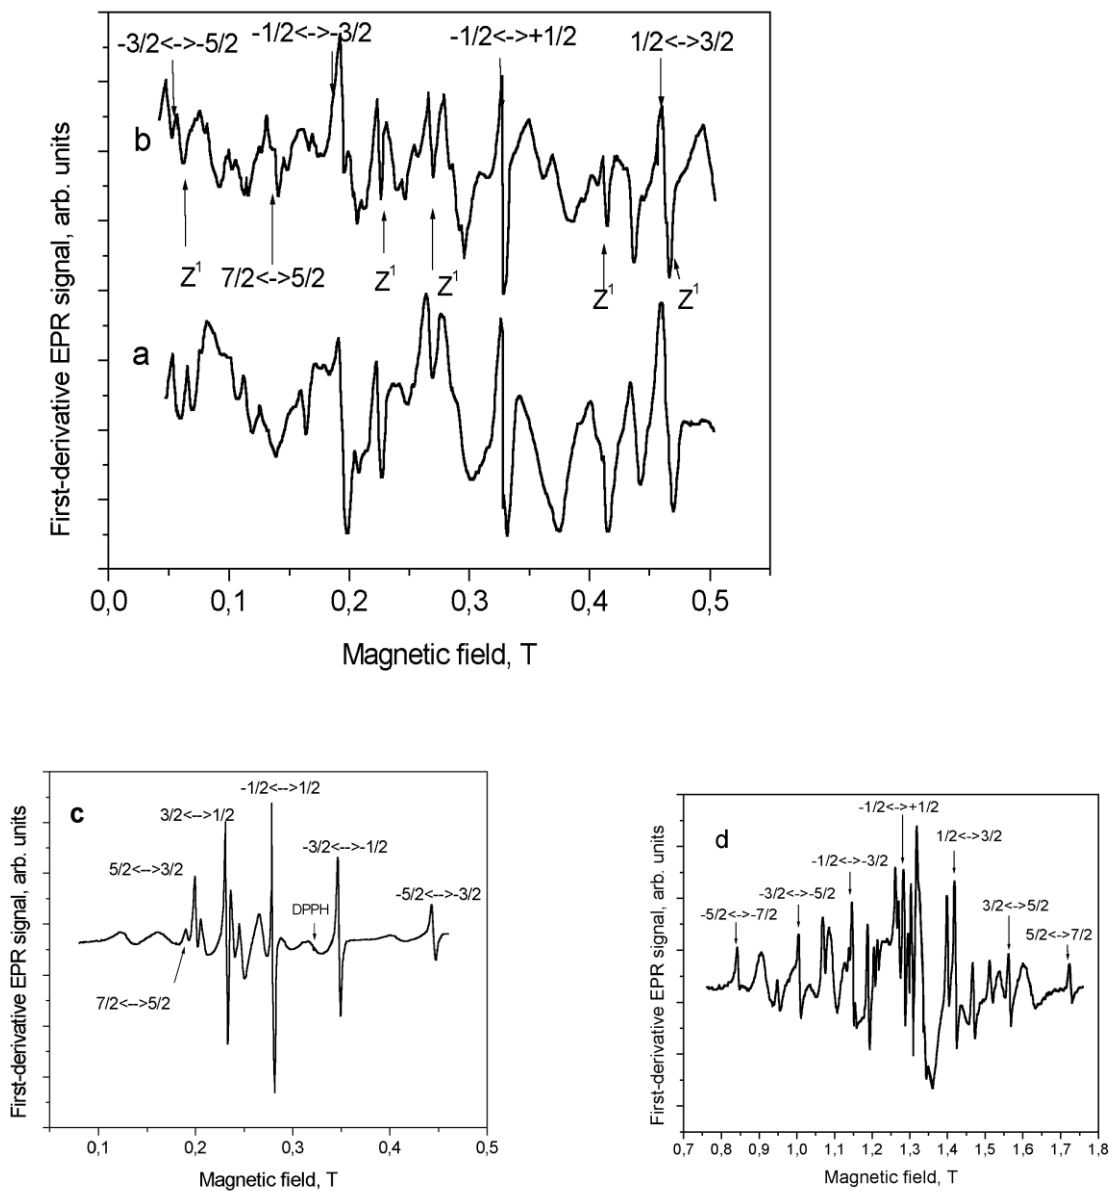 -3/2<->-5/2
-1/2<->-3/2
-1/2<->+1/2
1/2<->3/2
b
Z¹
7/2<->5/2
Z¹
Z¹
Z¹
Z¹
a
First-derivative EPR signal, arb. units
0,0 0,1 0,2 0,3 0,4 0,5
Magnetic field, T
c
-1/2<-->1/2
3/2<-->1/2
5/2<-->3/2
-3/2<-->-1/2
DPPH
-5/2<-->-3/2
7/2<-->5/2
First-derivative EPR signal, arb. units
0,1 0,2 0,3 0,4 0,5
Magnetic field, T
d
-1/2<->+1/2
1/2<->3/2
-1/2<->-3/2
-3/2<->-5/2
-5/2<->-7/2
3/2<->5/2
5/2<->7/2
First-derivative EPR signal, arb. units
0,7 0,8 0,9 1,0 1,1 1,2 1,3 1,4 1,5 1,6 1,7 1,8
Magnetic field, T